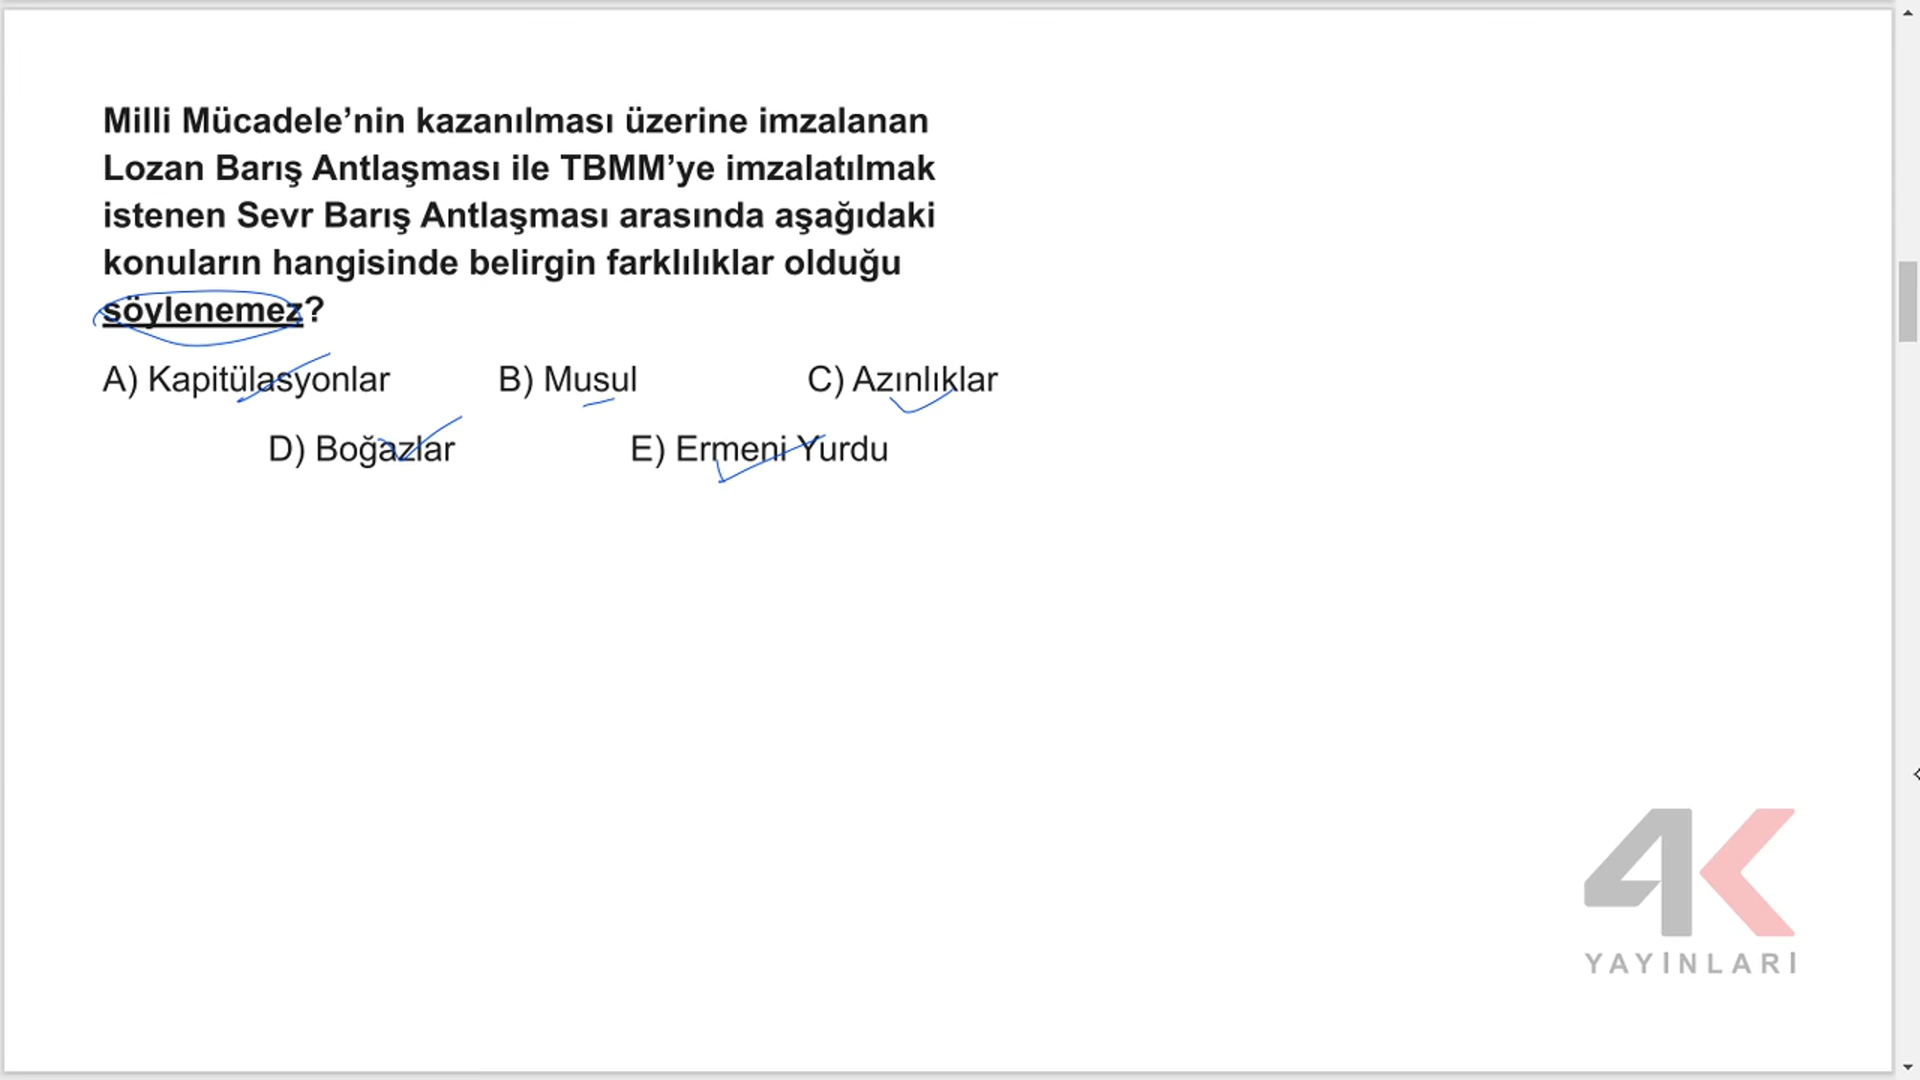 Milli Mücadele’nin kazanılması üzerine imzalanan
Lozan Barış Antlaşması ile TBMM’ye imzalatılmak
istenen Sevr Barış Antlaşması arasında aşağıdaki
konuların hangisinde belirgin farklılıklar olduğu
söylenemez?
A) Kapitülasyonlar B) Musul C) Azınlıklar
D) Boğazlar E) Ermeni Yurdu
4K
YAYINLARI